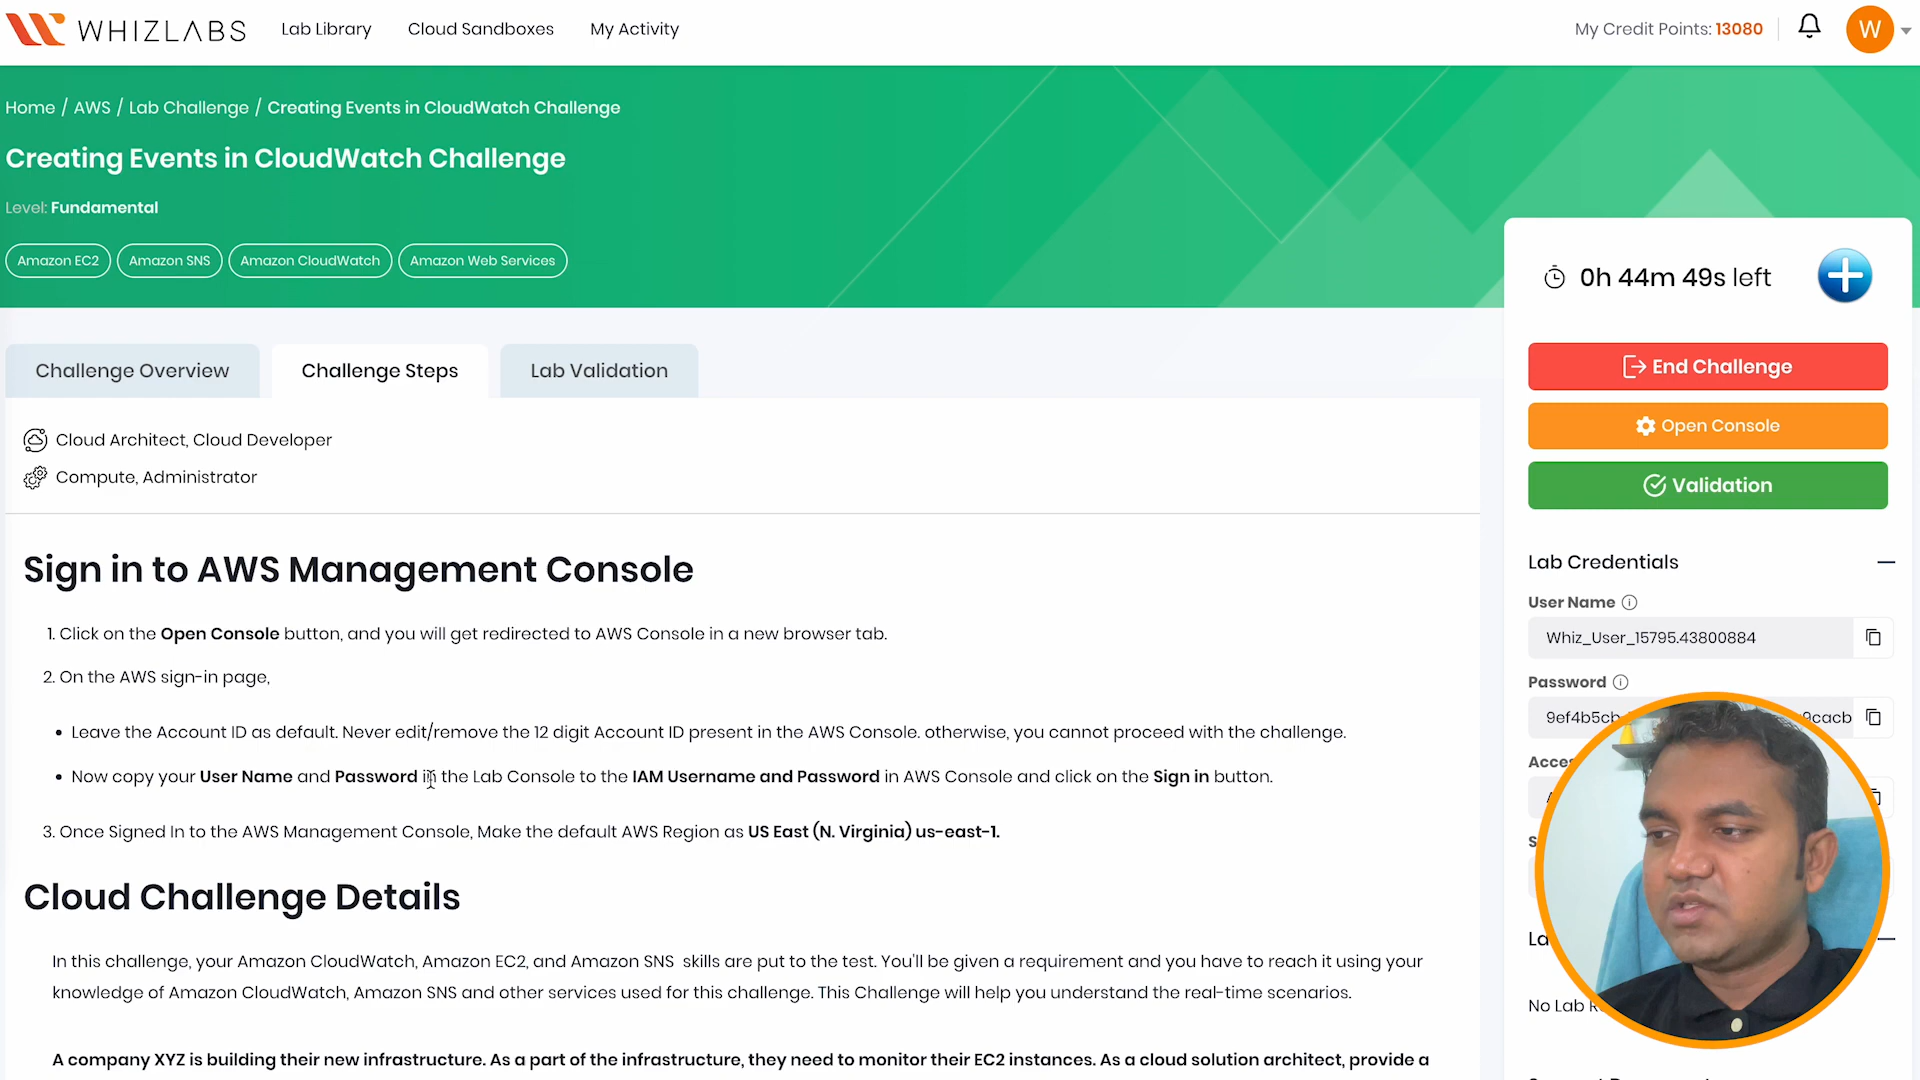 WHIZLABS
Lab Library
Cloud Sandboxes
My Activity
My Credit Points: 13080
W
Home / AWS / Lab Challenge / Creating Events in CloudWatch Challenge
Creating Events in CloudWatch Challenge
Level: Fundamental
Amazon EC2
Amazon SNS
Amazon CloudWatch
Amazon Web Services
0h 44m 49s left
End Challenge
Open Console
Validation
Challenge Overview
Challenge Steps
Lab Validation
Cloud Architect, Cloud Developer
Compute, Administrator
Sign in to AWS Management Console
1. Click on the Open Console button, and you will get redirected to AWS Console in a new browser tab.
2. On the AWS sign-in page,
• Leave the Account ID as default. Never edit/remove the 12 digit Account ID present in the AWS Console. otherwise, you cannot proceed with the challenge.
• Now copy your User Name and Password in the Lab Console to the IAM Username and Password in AWS Console and click on the Sign in button.
3. Once Signed In to the AWS Management Console, Make the default AWS Region as US East (N. Virginia) us-east-1.
Cloud Challenge Details
In this challenge, your Amazon CloudWatch, Amazon EC2, and Amazon SNS skills are put to the test. You'll be given a requirement and you have to reach it using your
knowledge of Amazon CloudWatch, Amazon SNS and other services used for this challenge. This Challenge will help you understand the real-time scenarios.
A company XYZ is building their new infrastructure. As a part of the infrastructure, they need to monitor their EC2 instances. As a cloud solution architect, provide a
Lab Credentials
User Name
Whiz_User_15795.43800884
Password
9ef4b5cb
9cacb
No Lab